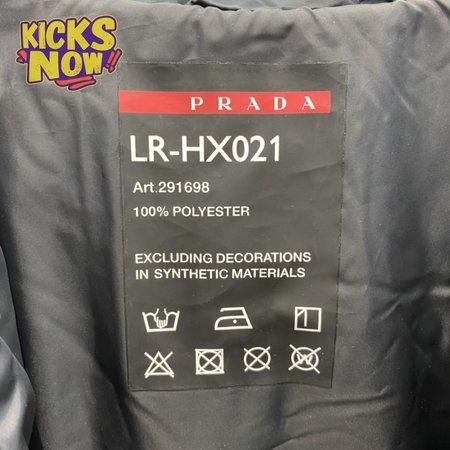 KICKS
NOW
PRADA
LR-HX021
Art.291698
100% POLYESTER
EXCLUDING DECORATIONS
IN SYNTHETIC MATERIALS
W